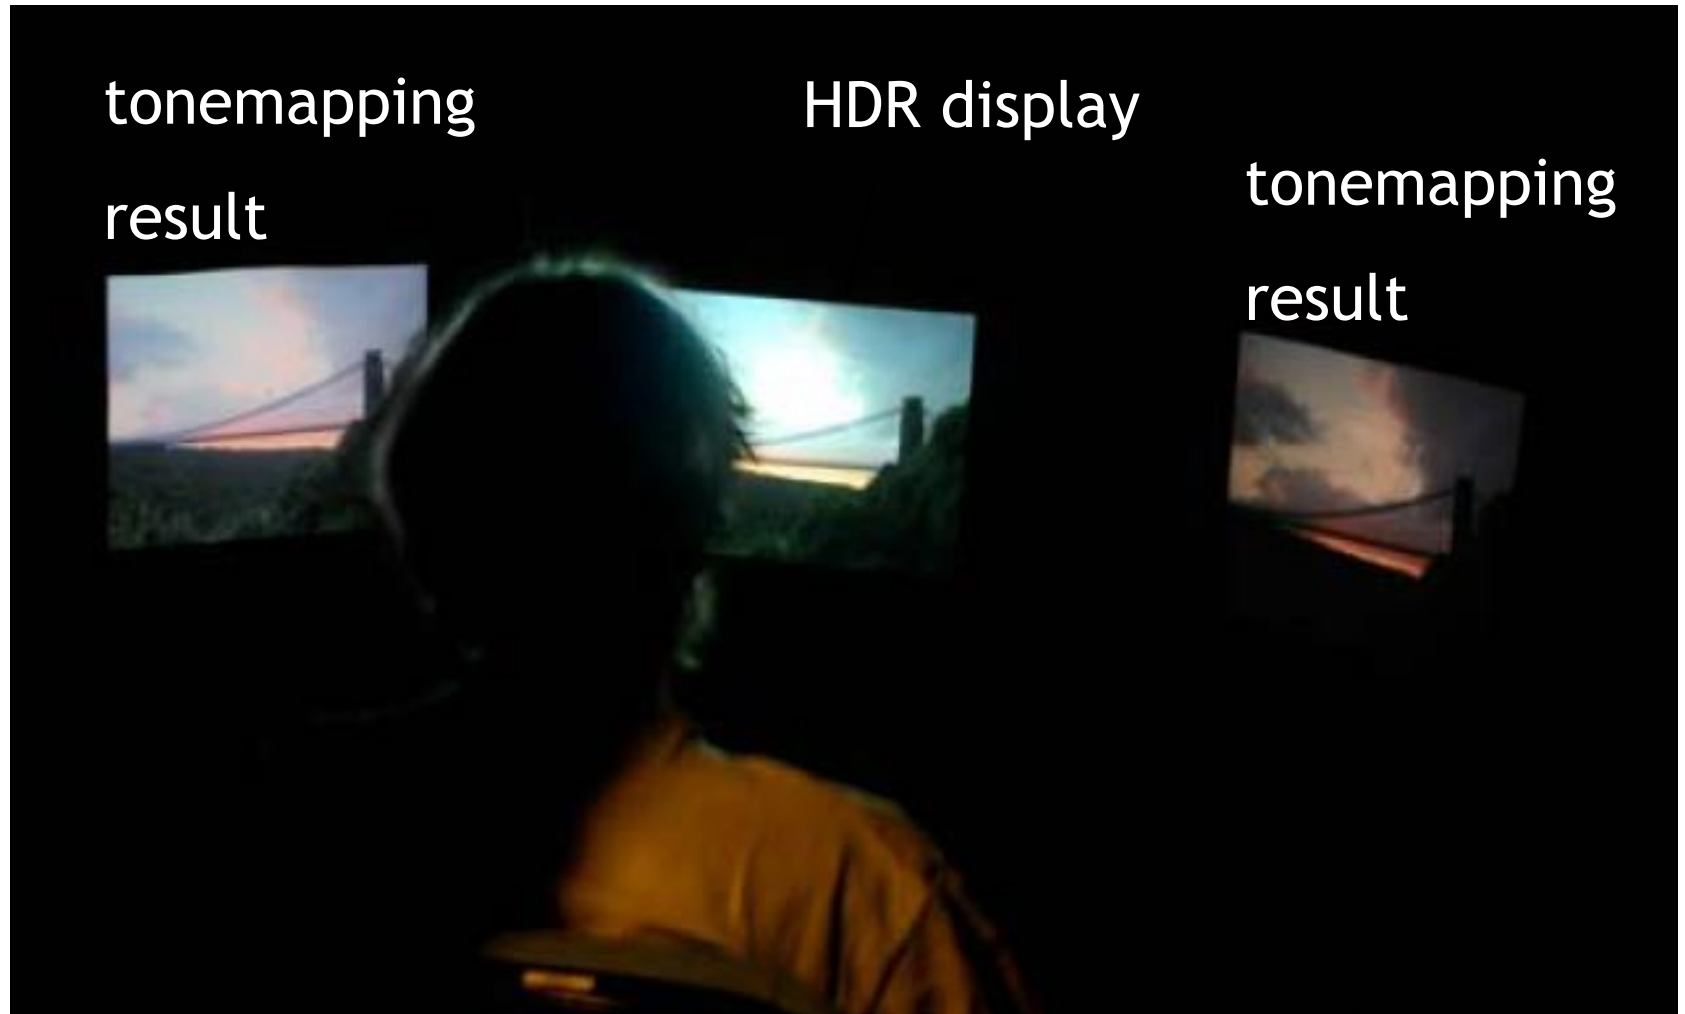 tonemapping
result
HDR display
tonemapping
result